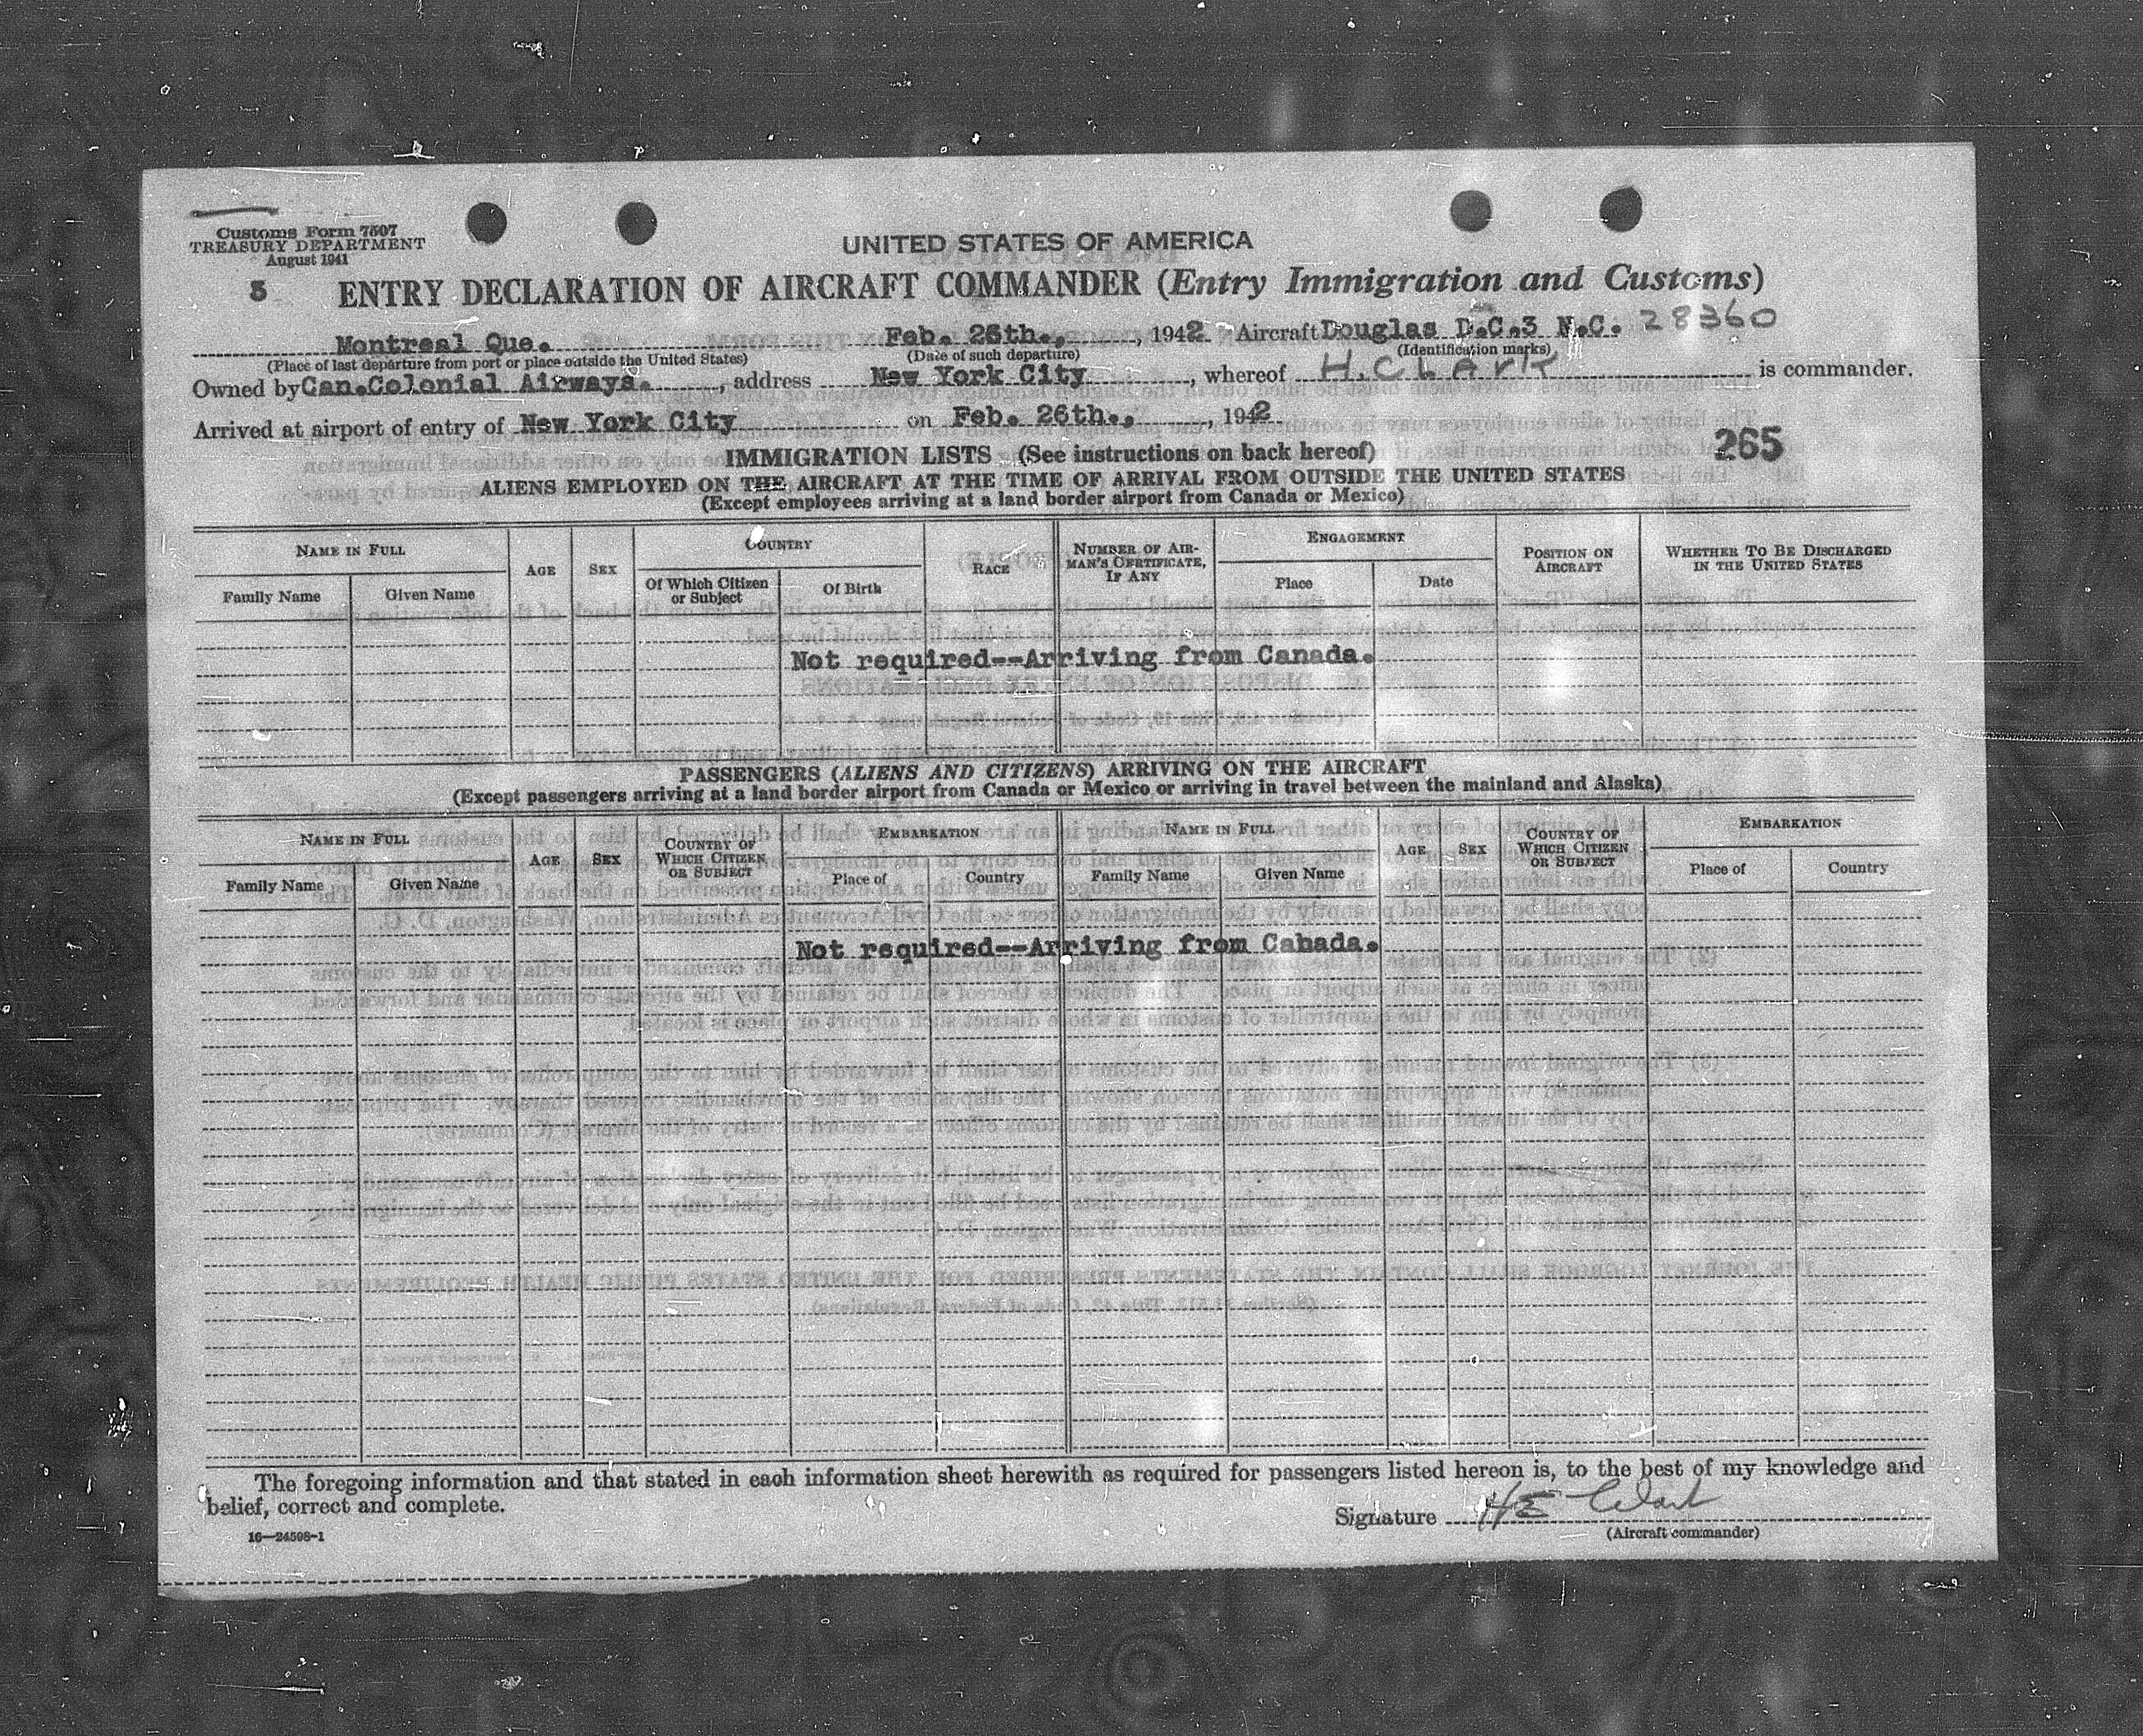 Customs Form 7507
TREASURY DEPARTMENT
August 1941
5
UNITED STATES OF AMERICA
ENTRY DECLARATION OF AIRCRAFT COMMANDER (Entry Immigration and Customs)
Montreal Que. Feb. 26th., , 1942 Aircraft Douglas D.C.3 N.C. 28360
(Place of last departure from port or place outside the United States) (Date of such departure) (Identification marks)
Owned by Can.Colonial Airways. , address New York City , whereof H. CLArk is commander.
Arrived at airport of entry of New York City on Feb. 26th., , 1942
265
IMMIGRATION LISTS (See instructions on back hereof)
ALIENS EMPLOYED ON THE AIRCRAFT AT THE TIME OF ARRIVAL FROM OUTSIDE THE UNITED STATES
(Except employees arriving at a land border airport from Canada or Mexico)
NAME IN FULL AGE SEX COUNTRY RACE NUMBER OF AIRMAN'S CERTIFICATE, IF ANY ENGAGEMENT POSITION ON AIRCRAFT WHETHER TO BE DISCHARGED IN THE UNITED STATES
Family Name Given Name Of Which Citizen or Subject Of Birth Place Date
Not required--Arriving from Canada.
PASSENGERS (ALIENS AND CITIZENS) ARRIVING ON THE AIRCRAFT
(Except passengers arriving at a land border airport from Canada or Mexico or arriving in travel between the mainland and Alaska)
NAME IN FULL AGE SEX COUNTRY OF WHICH CITIZEN OR SUBJECT EMBARKATION NAME IN FULL AGE SEX COUNTRY OF WHICH CITIZEN OR SUBJECT EMBARKATION
Family Name Given Name Place of Country Family Name Given Name Place of Country
Not required--Arriving from Cahada.
The foregoing information and that stated in each information sheet herewith as required for passengers listed hereon is, to the best of my knowledge and
belief, correct and complete.
Signature HE Clark
(Aircraft commander)
16—24598-1